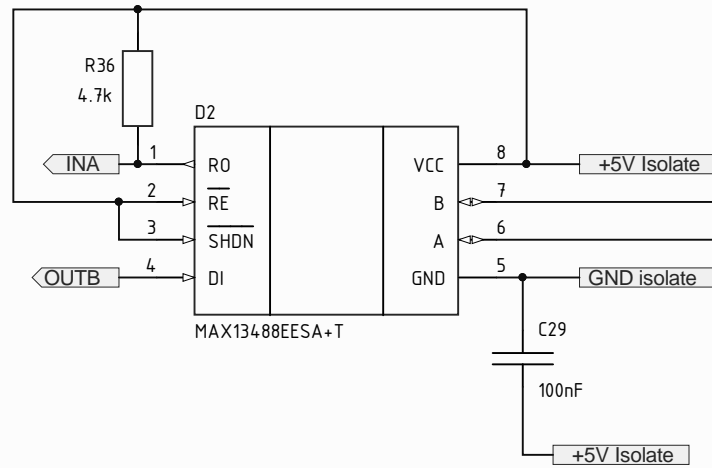 R36
4.7k
D2
INA
1
RO
VCC
8
+5V Isolate
2
RE
B
7
3
SHDN
A
6
OUTB
4
DI
GND
5
GND isolate
MAX13488EESA+T
C29
100nF
+5V Isolate